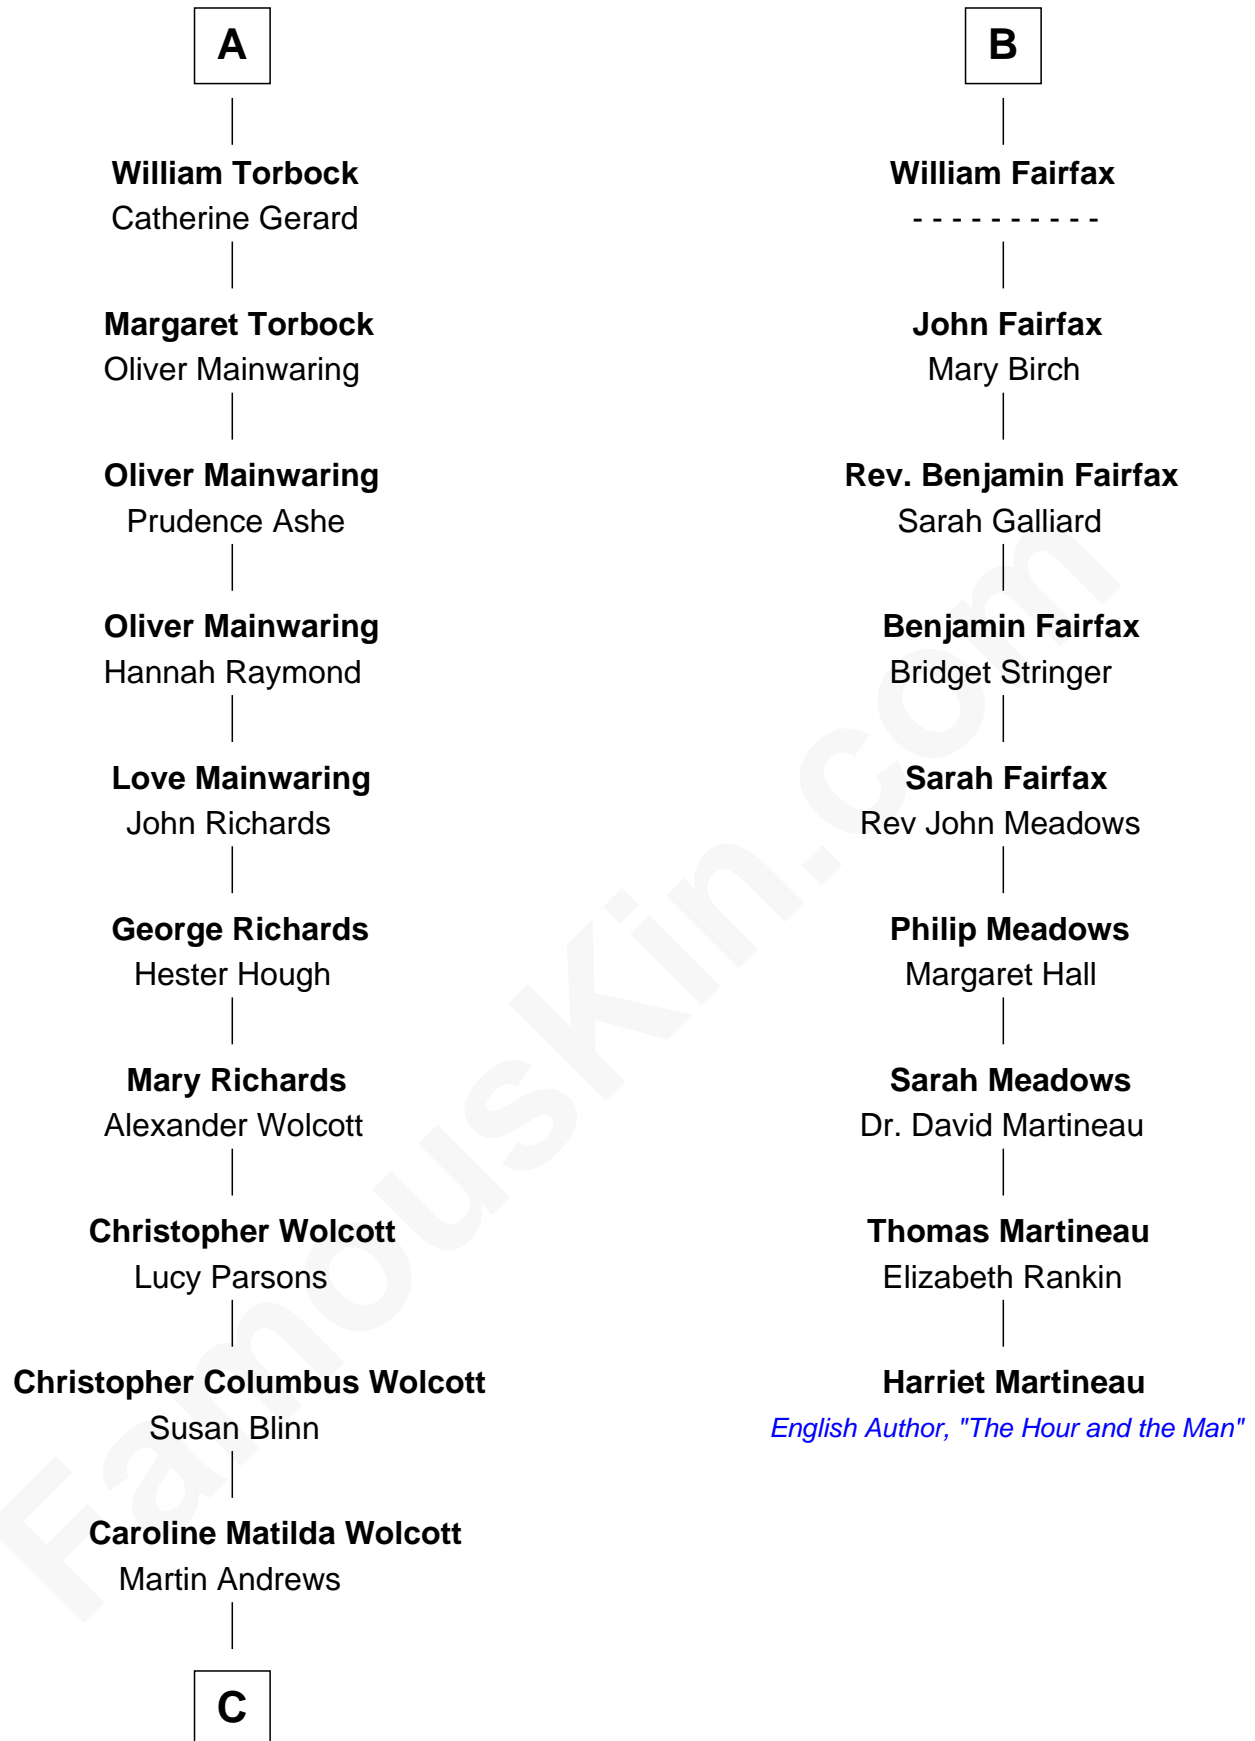 A
William Torbock
Catherine Gerard
Margaret Torbock
Oliver Mainwaring
Oliver Mainwaring
Prudence Ashe
Oliver Mainwaring
Hannah Raymond
Love Mainwaring
John Richards
George Richards
Hester Hough
Mary Richards
Alexander Wolcott
Christopher Wolcott
Lucy Parsons
Christopher Columbus Wolcott
Susan Blinn
Caroline Matilda Wolcott
Martin Andrews
C
B
William Fairfax
- - - - - - - - - -
John Fairfax
Mary Birch
Rev. Benjamin Fairfax
Sarah Galliard
Benjamin Fairfax
Bridget Stringer
Sarah Fairfax
Rev John Meadows
Philip Meadows
Margaret Hall
Sarah Meadows
Dr. David Martineau
Thomas Martineau
Elizabeth Rankin
Harriet Martineau
English Author, "The Hour and the Man"
FamousKin.com